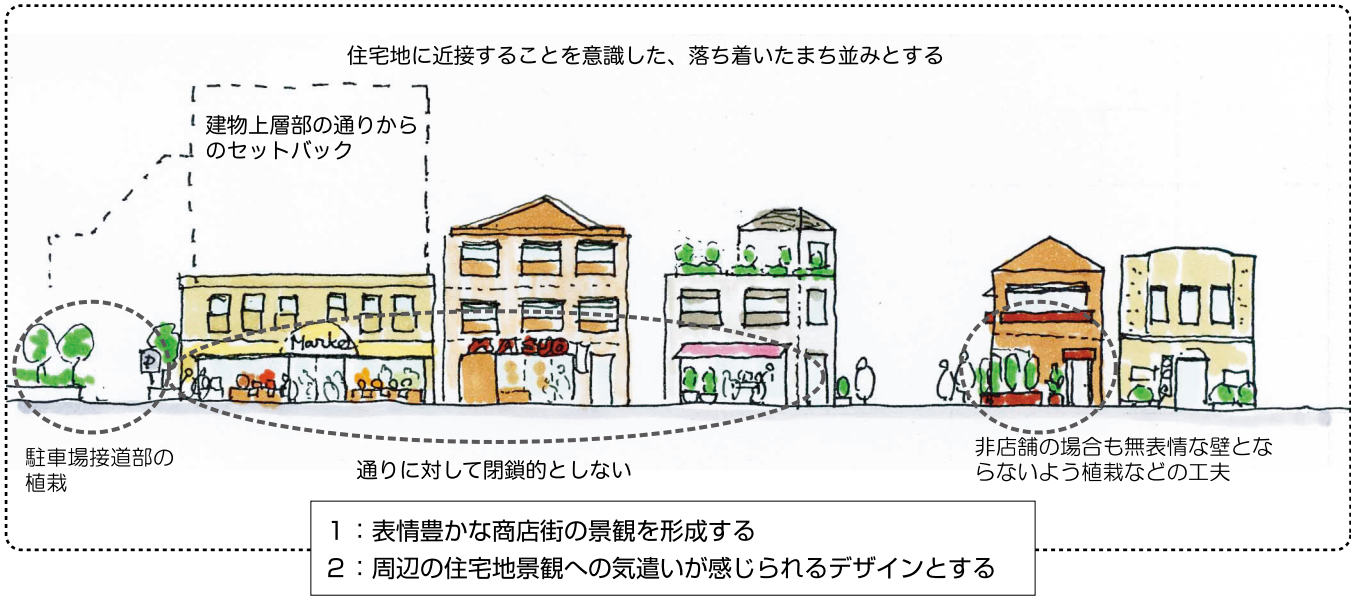 住宅地に近接することを意識した、落ち着いたまち並みとする
建物上層部の通りから
のセットバック
Market
P
駐車場接道部の
植栽
通りに対して閉鎖的としない
非店舗の場合も無表情な壁とな
らないよう植栽などの工夫
1：表情豊かな商店街の景観を形成する
2：周辺の住宅地景観への気遣いが感じられるデザインとする